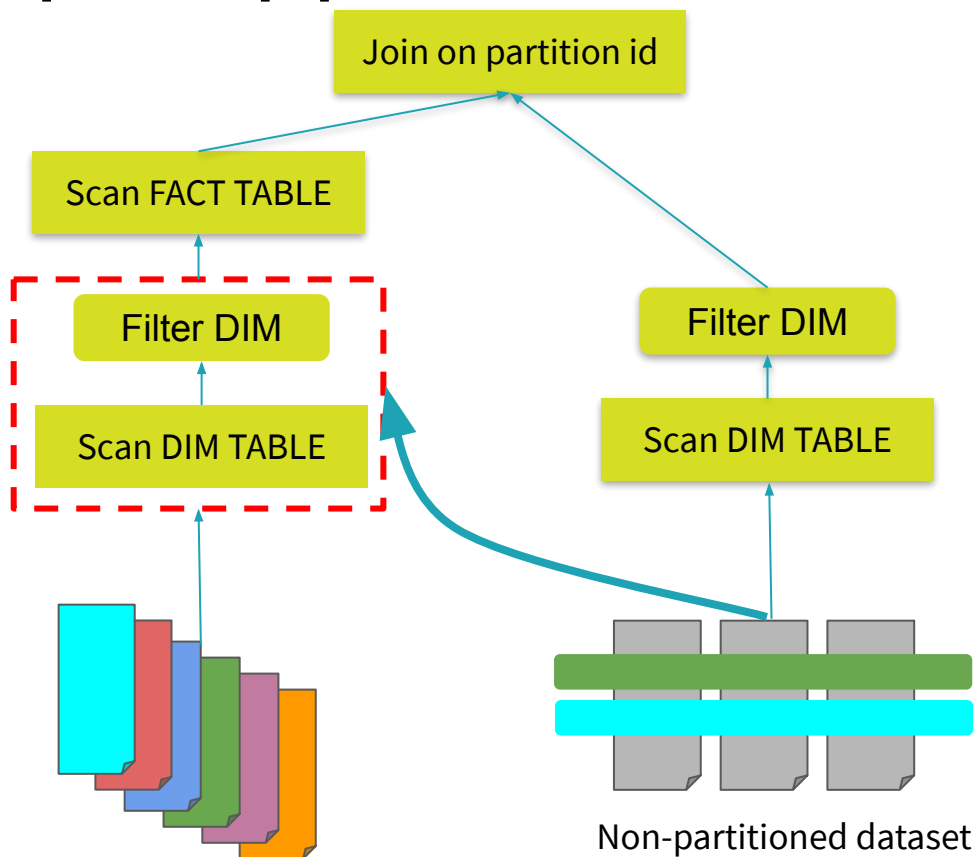 Join on partition id
Scan FACT TABLE
Filter DIM
Filter DIM
Scan DIM TABLE
Scan DIM TABLE
Non-partitioned dataset